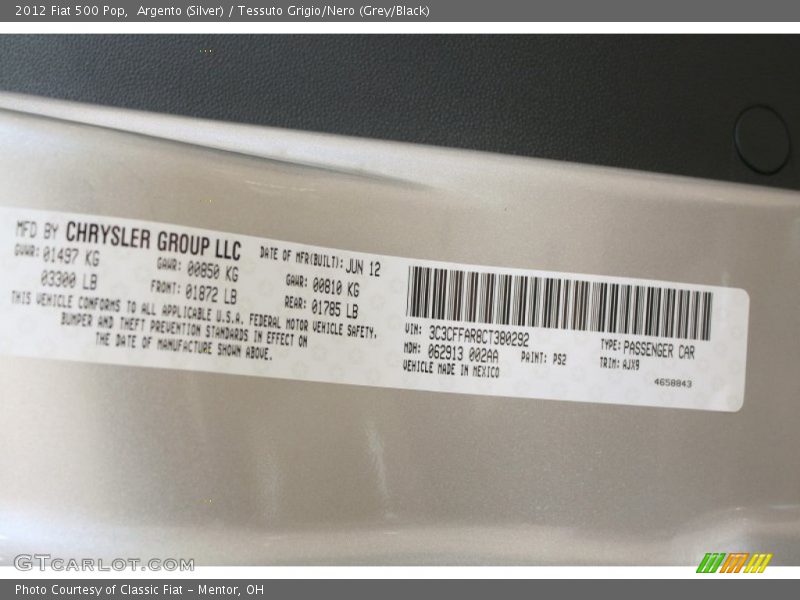 2012 Fiat 500 Pop,  Argento (Silver) / Tessuto Grigio/Nero (Grey/Black)
MFD BY CHRYSLER GROUP LLC
DATE OF MFR(BUILT): JUN 12
GVWR: 01497 KG
03300 LB
GAWR: 00850 KG
FRONT: 01872 LB
GAWR: 00810 KG
REAR: 01785 LB
THIS VEHICLE CONFORMS TO ALL APPLICABLE U.S.A. FEDERAL MOTOR VEHICLE SAFETY,
BUMPER AND THEFT PREVENTION STANDARDS IN EFFECT ON
THE DATE OF MANUFACTURE SHOWN ABOVE.
VIN: 3C3CFFAR8CT380292
TYPE: PASSENGER CAR
MDH: 062913 002AA
PAINT: PS2
TRIM: AJX9
VEHICLE MADE IN MEXICO
4658843
GTCARLOT.COM
Photo Courtesy of Classic Fiat - Mentor, OH